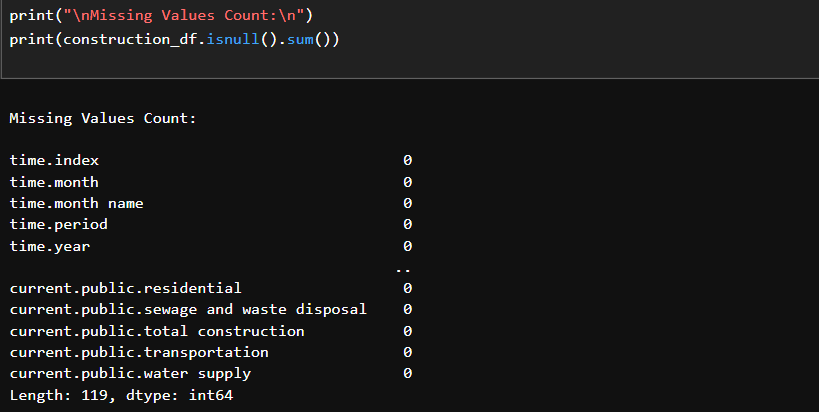 print("\nMissing Values Count:\n")
print(construction_df.isnull().sum())
Missing Values Count:
time.index 0
time.month 0
time.month name 0
time.period 0
time.year 0
..
current.public.residential 0
current.public.sewage and waste disposal 0
current.public.total construction 0
current.public.transportation 0
current.public.water supply 0
Length: 119, dtype: int64